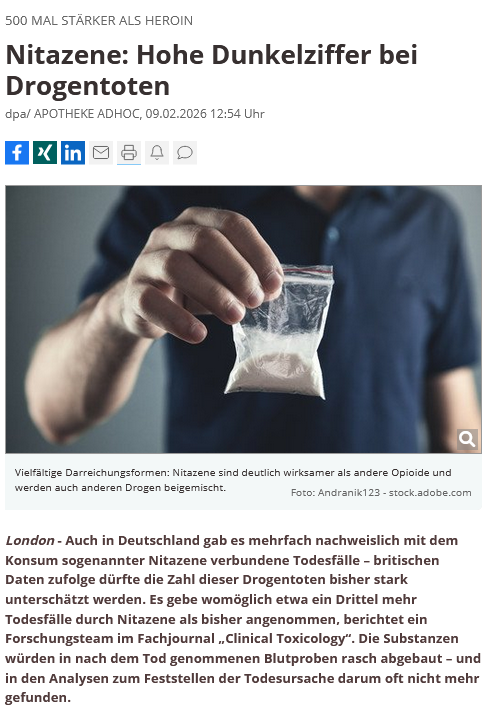 500 MAL STÄRKER ALS HEROIN
Nitazene: Hohe Dunkelziffer bei
Drogentoten
dpa/ APOTHEKE ADHOC, 09.02.2026 12:54 Uhr
Vielfältige Darreichungsformen: Nitazene sind deutlich wirksamer als andere Opioide und
werden auch anderen Drogen beigemischt.
Foto: Andranik123 - stock.adobe.com
London - Auch in Deutschland gab es mehrfach nachweislich mit dem
Konsum sogenannter Nitazene verbundene Todesfälle – britischen
Daten zufolge dürfte die Zahl dieser Drogentoten bisher stark
unterschätzt werden. Es gebe womöglich etwa ein Drittel mehr
Todesfälle durch Nitazene als bisher angenommen, berichtet ein
Forschungsteam im Fachjournal „Clinical Toxicology“. Die Substanzen
würden in nach dem Tod genommenen Blutproben rasch abgebaut – und
in den Analysen zum Feststellen der Todesursache darum oft nicht mehr
gefunden.